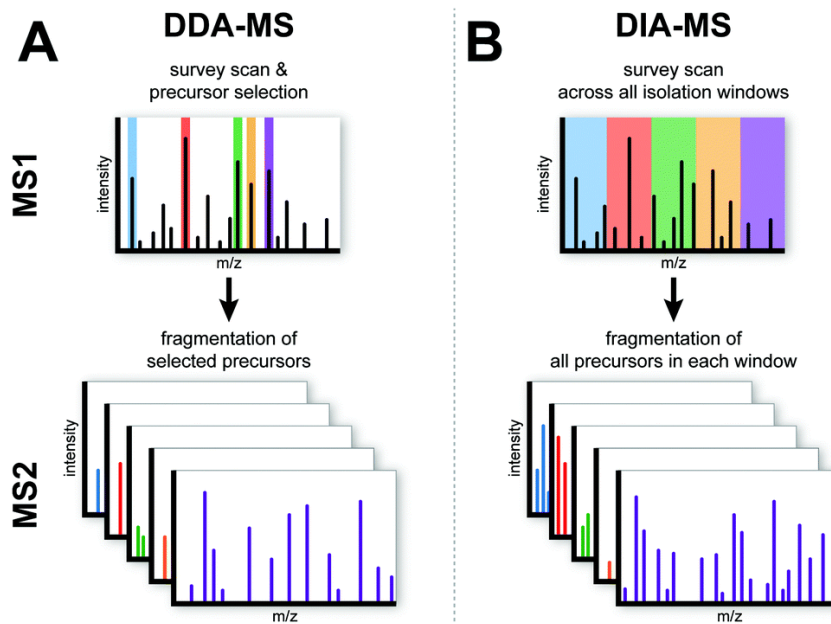 A
DDA-MS
survey scan &
precursor selection
MS1
intensity
m/z
fragmentation of
selected precursors
MS2
intensity
m/z
B
DIA-MS
survey scan
across all isolation windows
intensity
m/z
fragmentation of
all precursors in each window
intensity
m/z